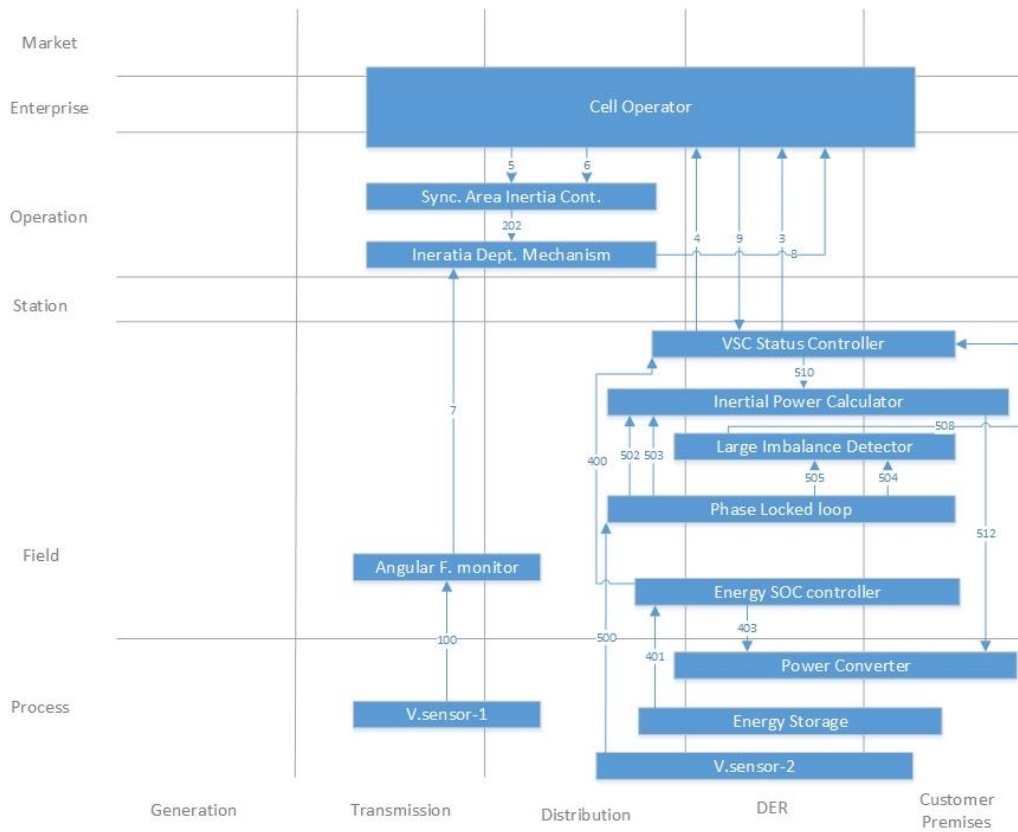 Market
Enterprise
Cell Operator
5
6
Sync. Area Inertia Cont.
Operation
202
4
9
3
8
Ineratia Dept. Mechanism
Station
VSC Status Controller
510
Inertial Power Calculator
7
508
Large Imbalance Detector
400
502
503
505
504
Phase Locked loop
512
Field
Angular F. monitor
Energy SOC controller
403
100
500
401
Power Converter
Process
V.sensor-1
Energy Storage
V.sensor-2
Generation
Transmission
Distribution
DER
Customer
Premises